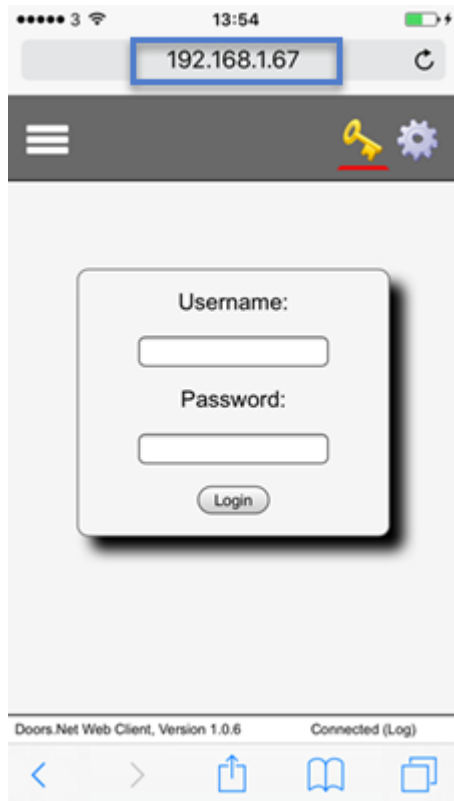 3 13:54
192.168.1.67
Username:
Password:
Login
Doors.Net Web Client, Version 1.0.6 Connected (Log)